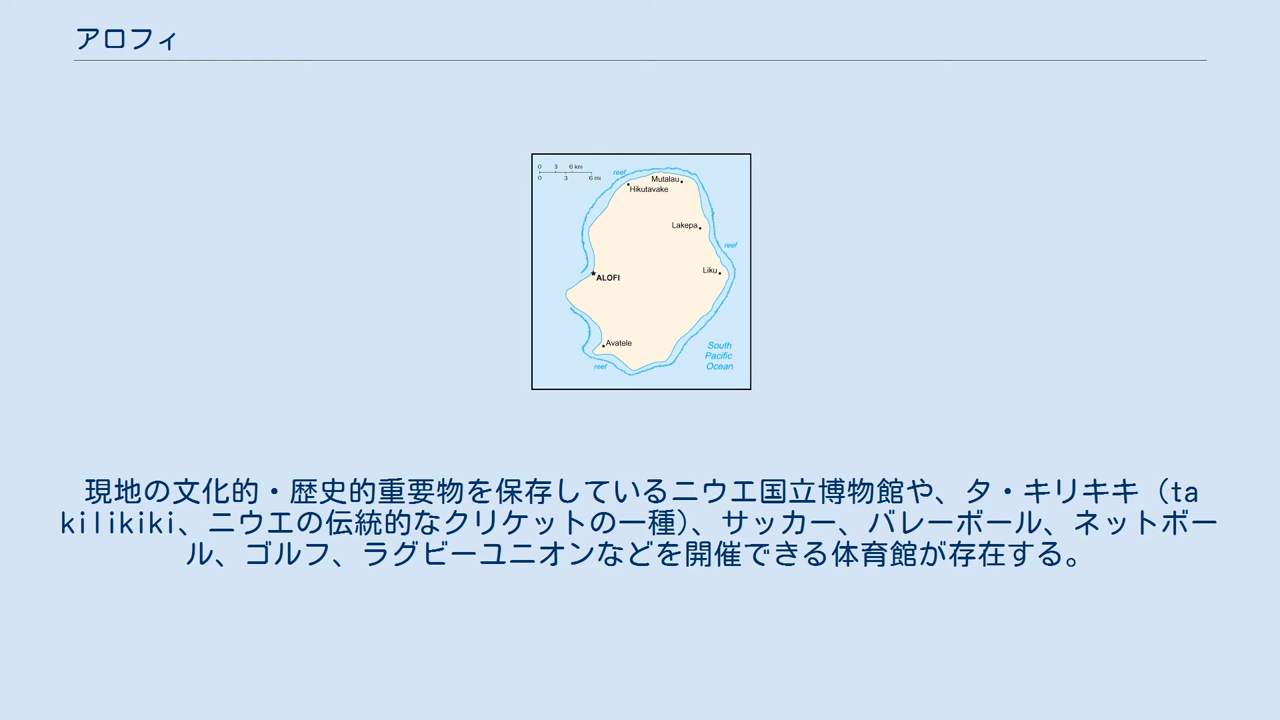 アロフィ
0 3 6 km
0 3 6 mi
reef
Mutalau
Hikutavake
Lakepa
reef
Liku
ALOFI
Avatele
South
Pacific
Ocean
reef
現地の文化的・歴史的重要物を保存しているニウエ国立博物館や、タ・キリキキ（ta
kilikiki、ニウエの伝統的なクリケットの一種）、サッカー、バレーボール、ネットボー
ル、ゴルフ、ラグビーユニオンなどを開催できる体育館が存在する。